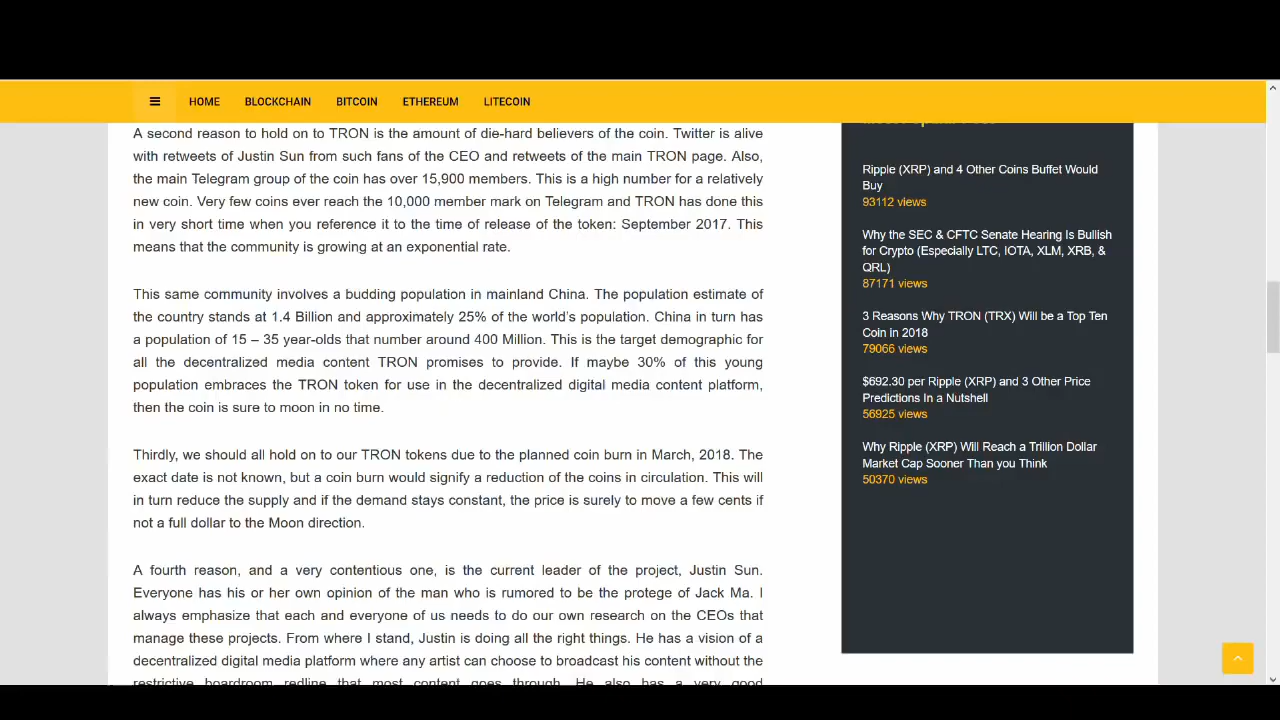 HOME BLOCKCHAIN BITCOIN ETHEREUM LITECOIN
A second reason to hold on to TRON is the amount of die-hard believers of the coin. Twitter is alive
with retweets of Justin Sun from such fans of the CEO and retweets of the main TRON page. Also,
the main Telegram group of the coin has over 15,900 members. This is a high number for a relatively
new coin. Very few coins ever reach the 10,000 member mark on Telegram and TRON has done this
in very short time when you reference it to the time of release of the token: September 2017. This
means that the community is growing at an exponential rate.
This same community involves a budding population in mainland China. The population estimate of
the country stands at 1.4 Billion and approximately 25% of the world's population. China in turn has
a population of 15 – 35 year-olds that number around 400 Million. This is the target demographic for
all the decentralized media content TRON promises to provide. If maybe 30% of this young
population embraces the TRON token for use in the decentralized digital media content platform,
then the coin is sure to moon in no time.
Thirdly, we should all hold on to our TRON tokens due to the planned coin burn in March, 2018. The
exact date is not known, but a coin burn would signify a reduction of the coins in circulation. This will
in turn reduce the supply and if the demand stays constant, the price is surely to move a few cents if
not a full dollar to the Moon direction.
A fourth reason, and a very contentious one, is the current leader of the project, Justin Sun.
Everyone has his or her own opinion of the man who is rumored to be the protege of Jack Ma. I
always emphasize that each and everyone of us needs to do our own research on the CEOs that
manage these projects. From where I stand, Justin is doing all the right things. He has a vision of a
decentralized digital media platform where any artist can choose to broadcast his content without the
restrictive boardroom redline that most content goes through. He also has a very good
Ripple (XRP) and 4 Other Coins Buffet Would
Buy
93112 views
Why the SEC & CFTC Senate Hearing Is Bullish
for Crypto (Especially LTC, IOTA, XLM, XRB, &
QRL)
87171 views
3 Reasons Why TRON (TRX) Will be a Top Ten
Coin in 2018
79066 views
$692.30 per Ripple (XRP) and 3 Other Price
Predictions In a Nutshell
56925 views
Why Ripple (XRP) Will Reach a Trillion Dollar
Market Cap Sooner Than you Think
50370 views